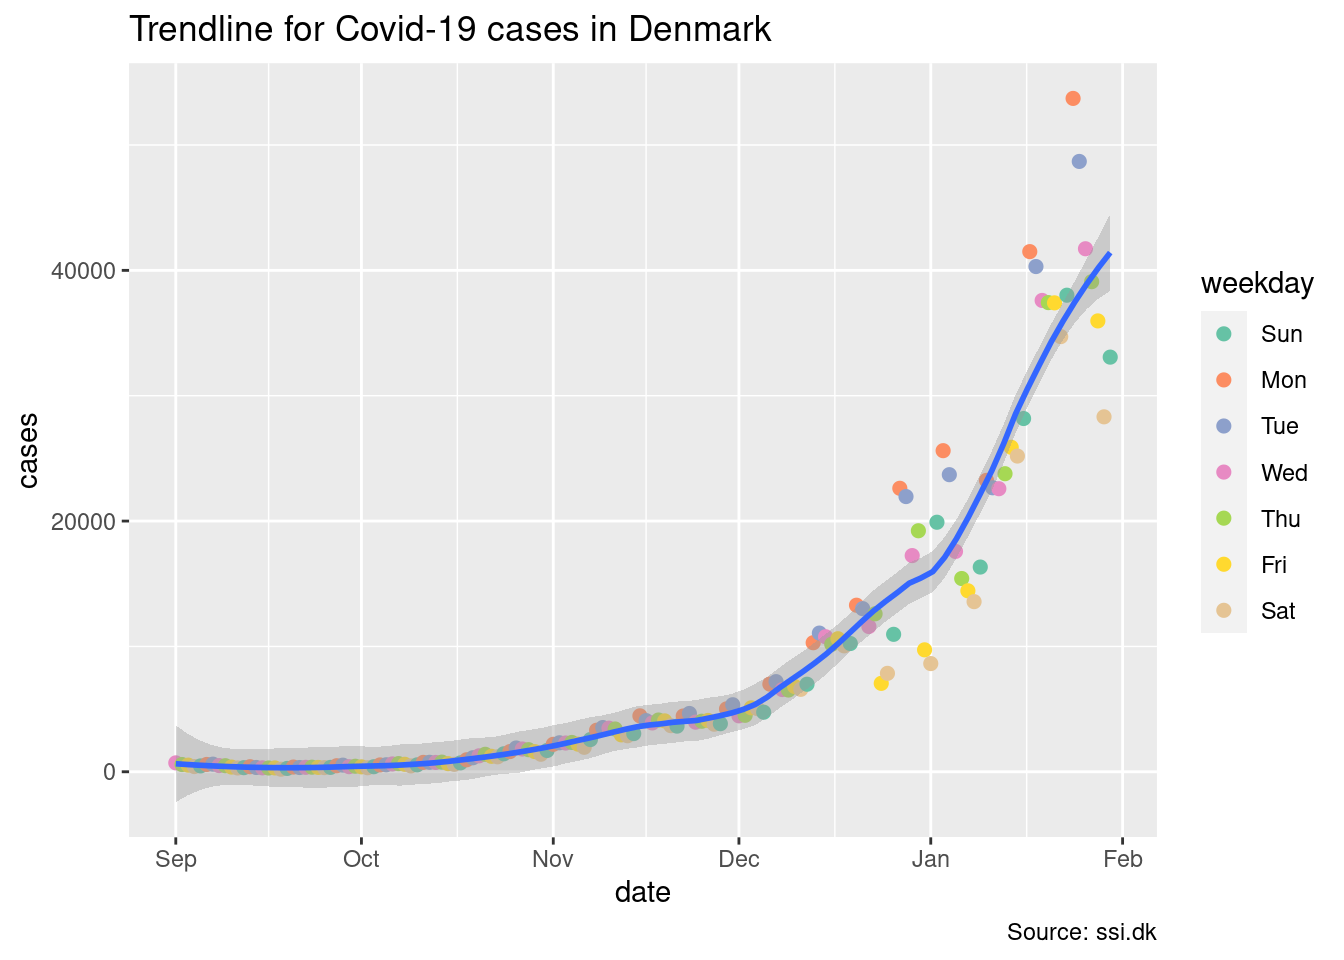 Trendline for Covid-19 cases in Denmark
cases
40000
20000
0
Sep Oct Nov Dec Jan Feb
date
weekday
Sun
Mon
Tue
Wed
Thu
Fri
Sat
Source: ssi.dk